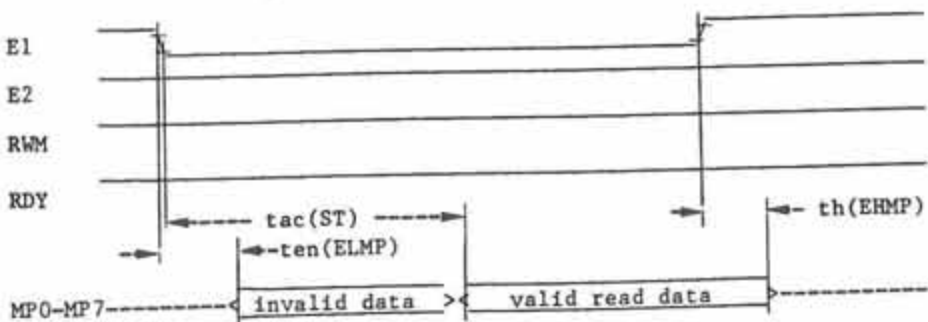 E1
E2
RWM
RDY
tac(ST)
th(EHMP)
ten(ELMP)
MP0-MP7
invalid data
valid read data